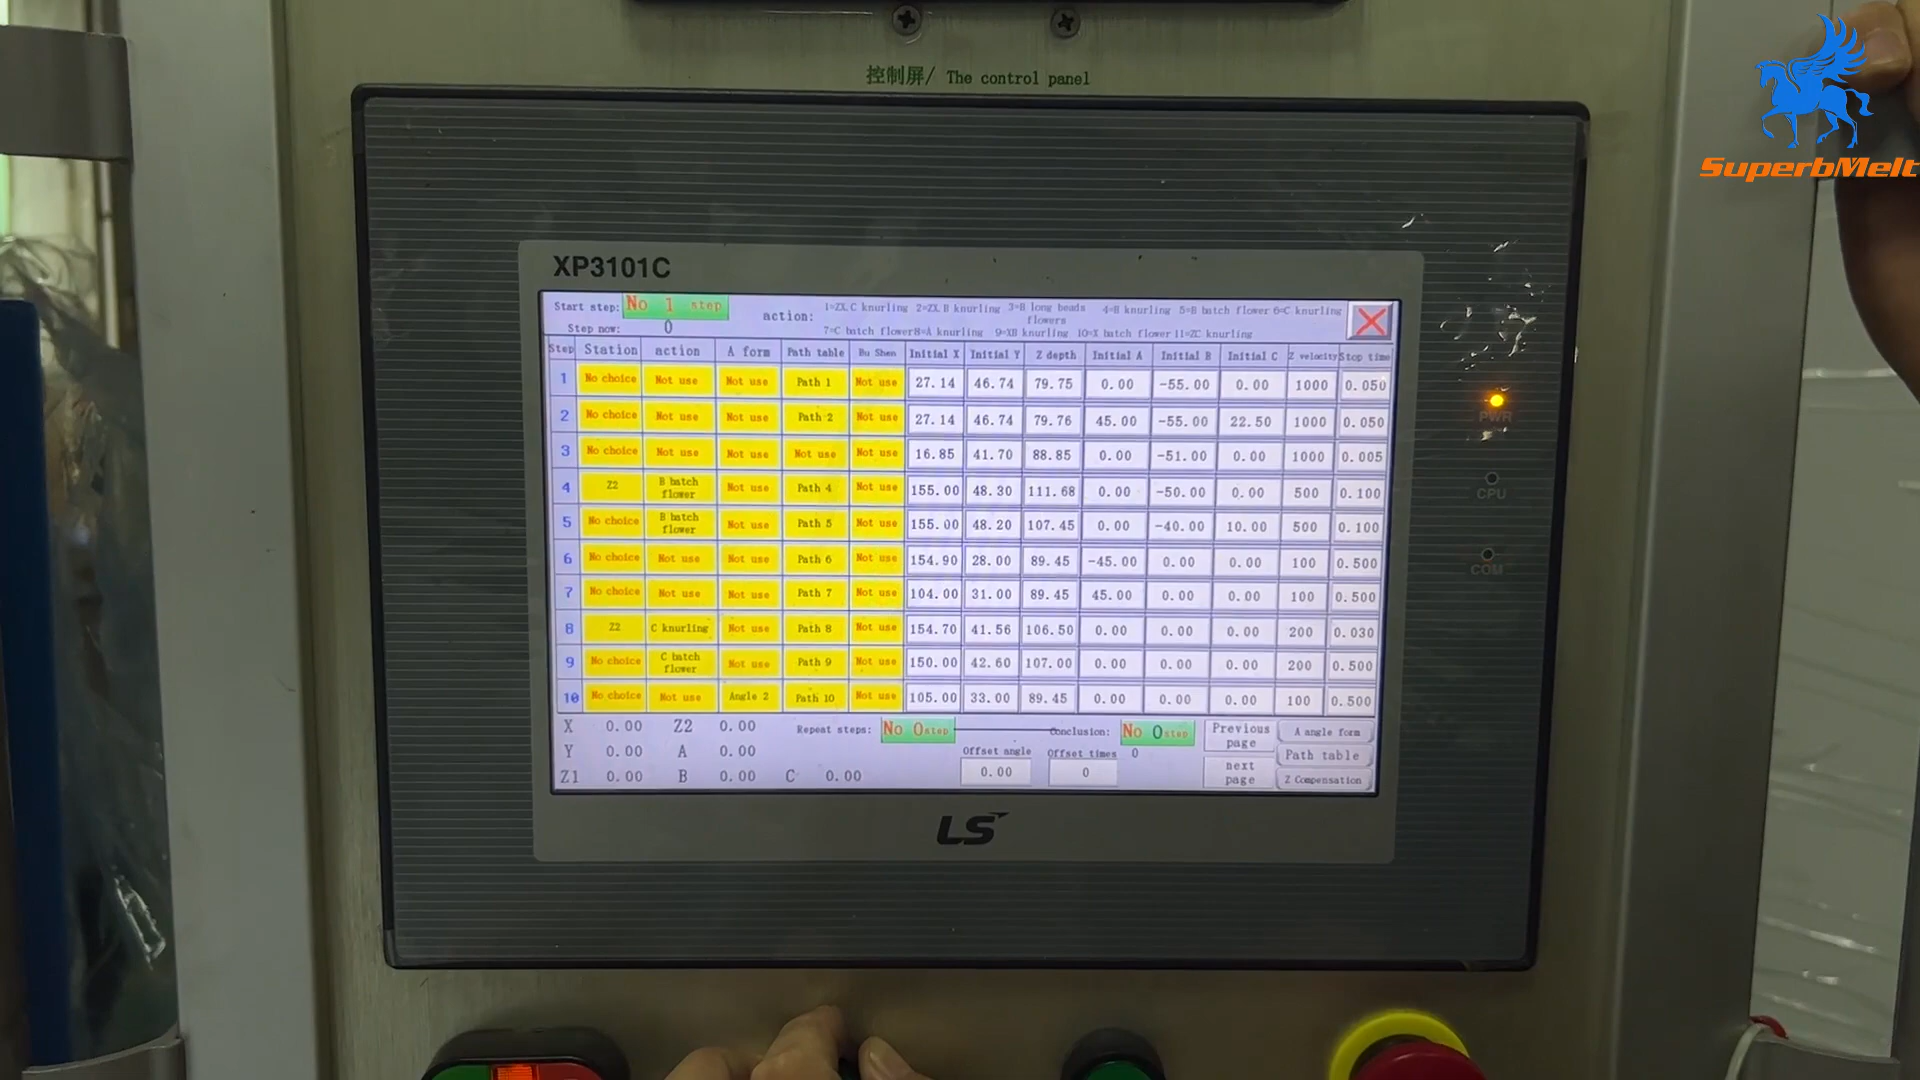 控制屏/ The control panel
SuperbMelt
XP3101C
Start step: No 1 step
Step now: 0
action: 1=ZX C knurling 2=ZX B knurling 3=B long beads flowers 4=B knurling 5=B batch flower 6=C knurling
7=C batch flower8=A knurling 9=XB knurling 10=X batch flower 11=ZC knurling
Step Station action A form Path table Bu Shen Initial X Initial Y Z depth Initial A Initial B Initial C Z velocity Stop time
1 No choice Not use Not use Path 1 Not use 27.14 46.74 79.75 0.00 -55.00 0.00 1000 0.050
2 No choice Not use Not use Path 2 Not use 27.14 46.74 79.76 45.00 -55.00 22.50 1000 0.050
3 No choice Not use Not use Not use Not use 16.85 41.70 88.85 0.00 -51.00 0.00 1000 0.005
4 Z2 B batch flower Not use Path 4 Not use 155.00 48.30 111.68 0.00 -50.00 0.00 500 0.100
5 No choice B batch flower Not use Path 5 Not use 155.00 48.20 107.45 0.00 -40.00 10.00 500 0.100
6 No choice Not use Not use Path 6 Not use 154.90 28.00 89.45 -45.00 0.00 0.00 100 0.500
7 No choice Not use Not use Path 7 Not use 104.00 31.00 89.45 45.00 0.00 0.00 100 0.500
8 Z2 C knurling Not use Path 8 Not use 154.70 41.56 106.50 0.00 0.00 0.00 200 0.030
9 No choice C batch flower Not use Path 9 Not use 150.00 42.60 107.00 0.00 0.00 0.00 200 0.500
10 No choice Not use Angle 2 Path 10 Not use 105.00 33.00 89.45 0.00 0.00 0.00 100 0.500
X 0.00 Z2 0.00 Repeat steps: No 0 step Conclusion: No 0 step Previous page A angle form
Y 0.00 A 0.00 Offset angle Offset times 0 Path table
Z1 0.00 B 0.00 C 0.00 0.00 0 next page Z Compensation
PWR
CPU
COM
LS